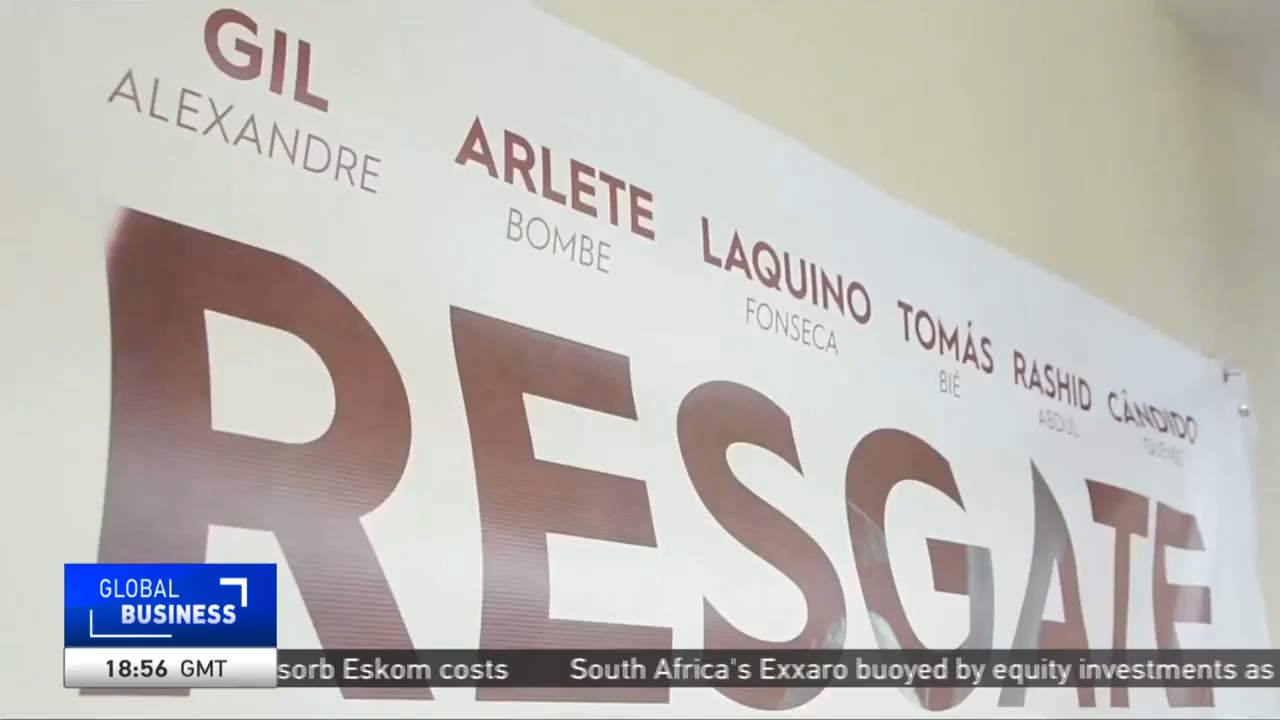 GIL
ALEXANDRE
ARLETE
BOMBE
LAQUINO
FONSECA
TOMÁS
BIÉ
RASHID
ABDUL
CÂNDIDO
RESGATE
GLOBAL
BUSINESS
18:56 GMT
sorb Eskom costs South Africa's Exxaro buoyed by equity investments as